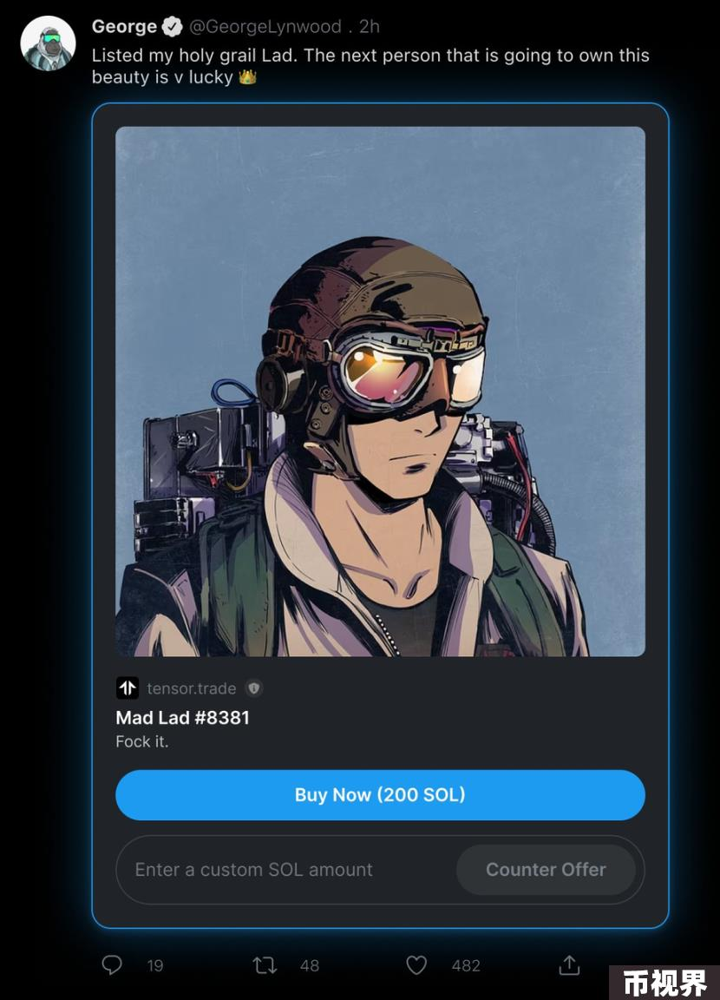 George @GeorgeLynwood . 2h
Listed my holy grail Lad. The next person that is going to own this
beauty is v lucky 👑
tensor.trade
Mad Lad #8381
Fock it.
Buy Now (200 SOL)
Enter a custom SOL amount
Counter Offer
19
48
482
币视界